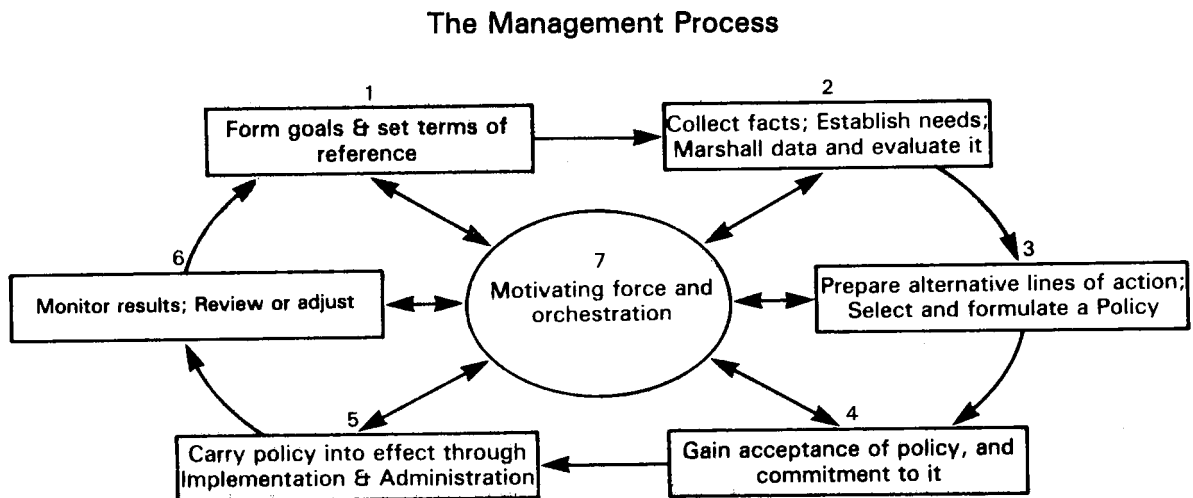 The Management Process
1
Form goals & set terms of
reference
2
Collect facts; Establish needs;
Marshall data and evaluate it
3
Prepare alternative lines of action;
Select and formulate a Policy
4
Gain acceptance of policy, and
commitment to it
5
Carry policy into effect through
Implementation & Administration
6
Monitor results; Review or adjust
7
Motivating force and
orchestration